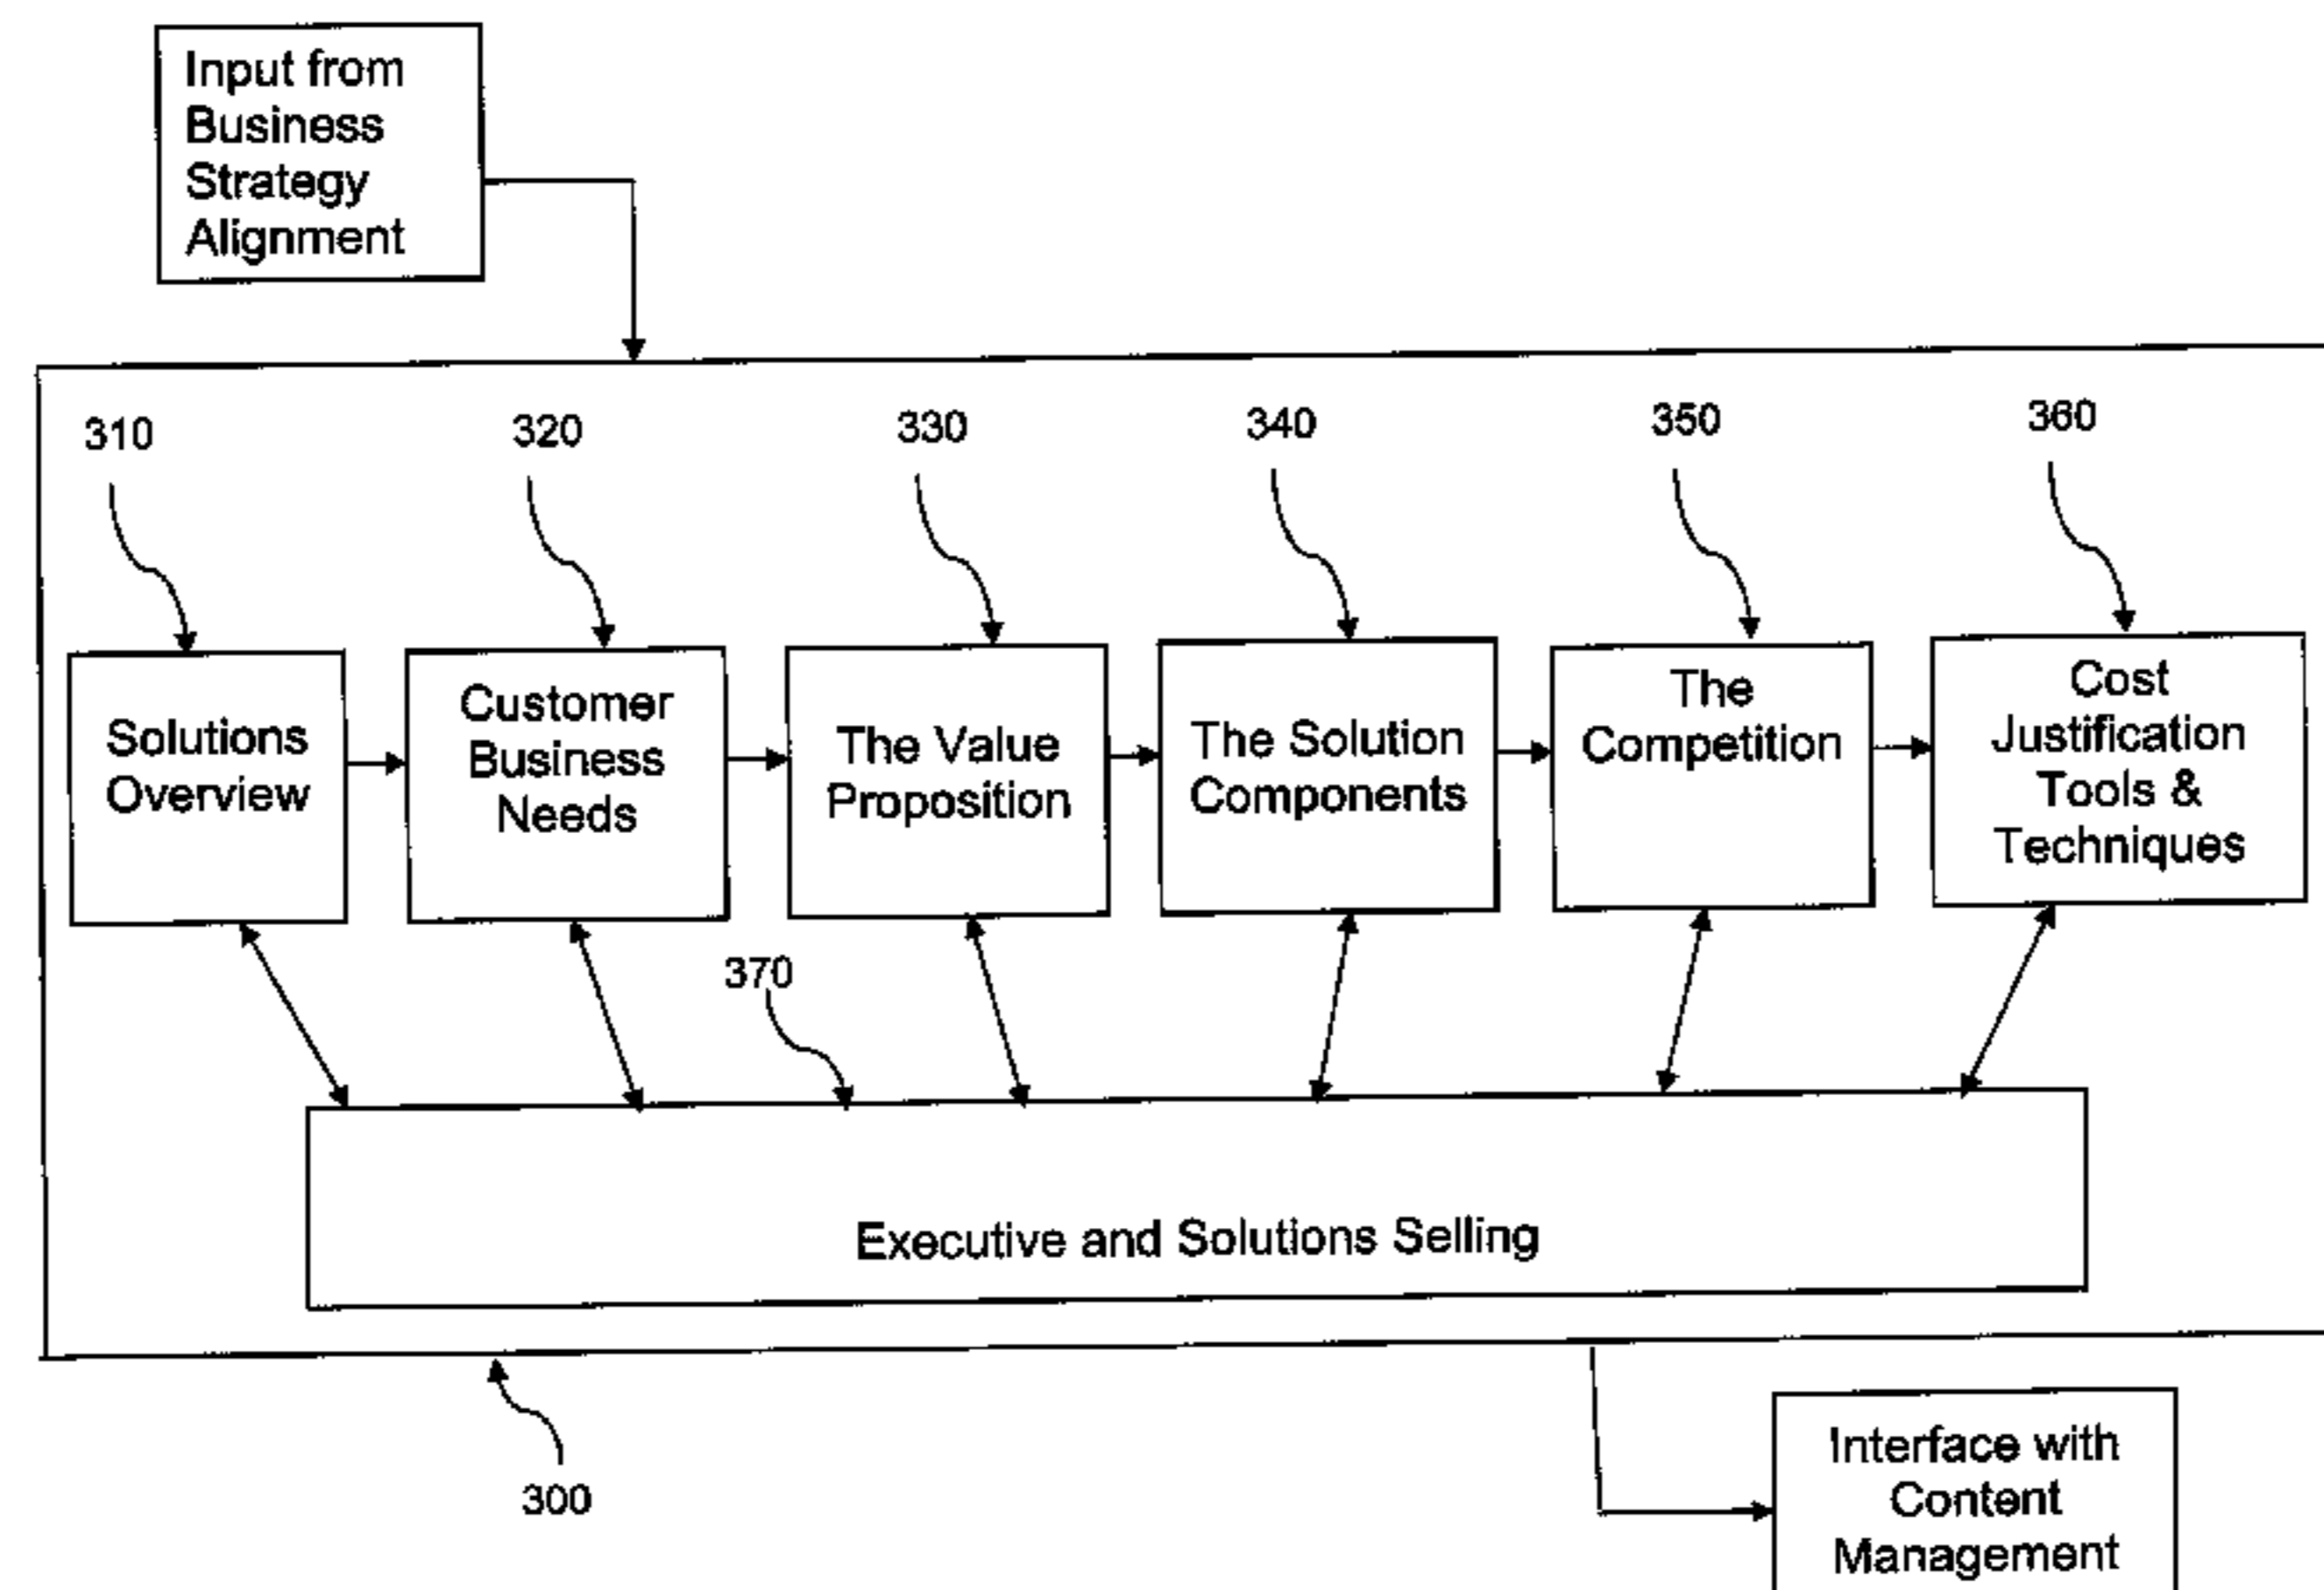 Input from
Business
Strategy
Alignment
310
320
330
340
350
360
Solutions
Overview
Customer
Business
Needs
The Value
Proposition
The Solution
Components
The
Competition
Cost
Justification
Tools &
Techniques
370
Executive and Solutions Selling
300
Interface with
Content
Management